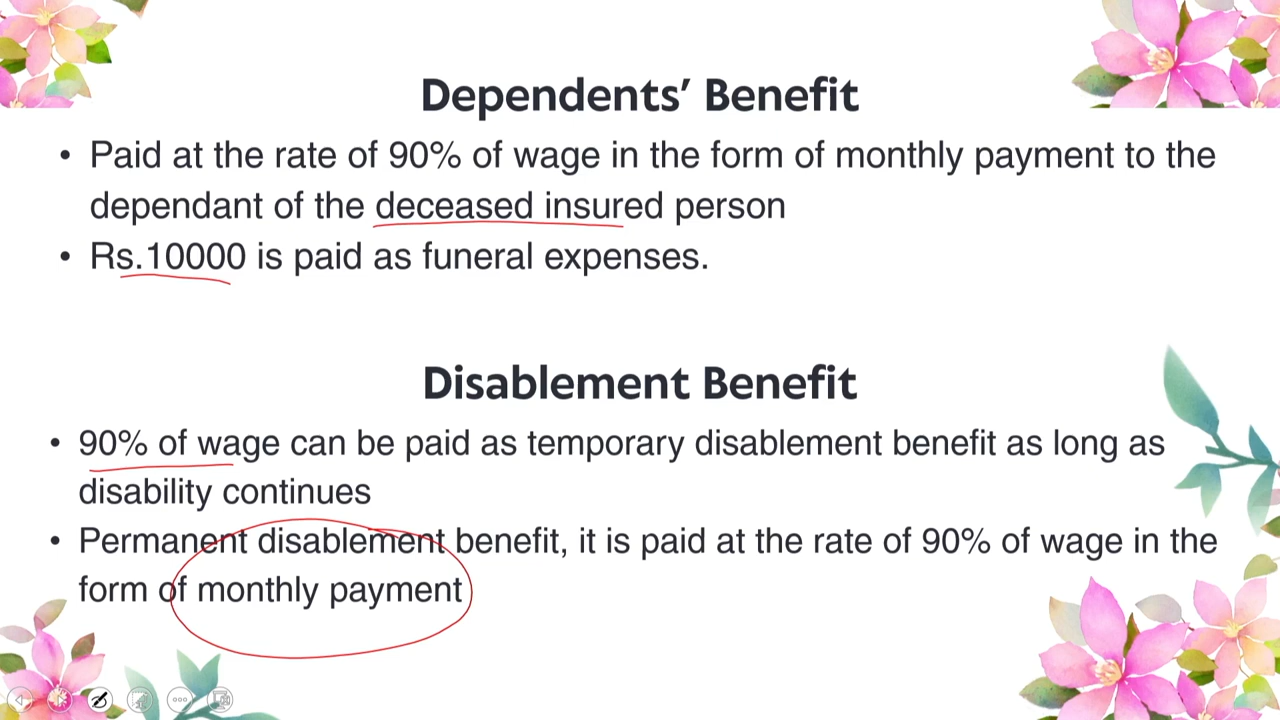 Dependents’ Benefit
• Paid at the rate of 90% of wage in the form of monthly payment to the
dependant of the deceased insured person
• Rs.10000 is paid as funeral expenses.
Disablement Benefit
• 90% of wage can be paid as temporary disablement benefit as long as
disability continues
• Permanent disablement benefit, it is paid at the rate of 90% of wage in the
form of monthly payment